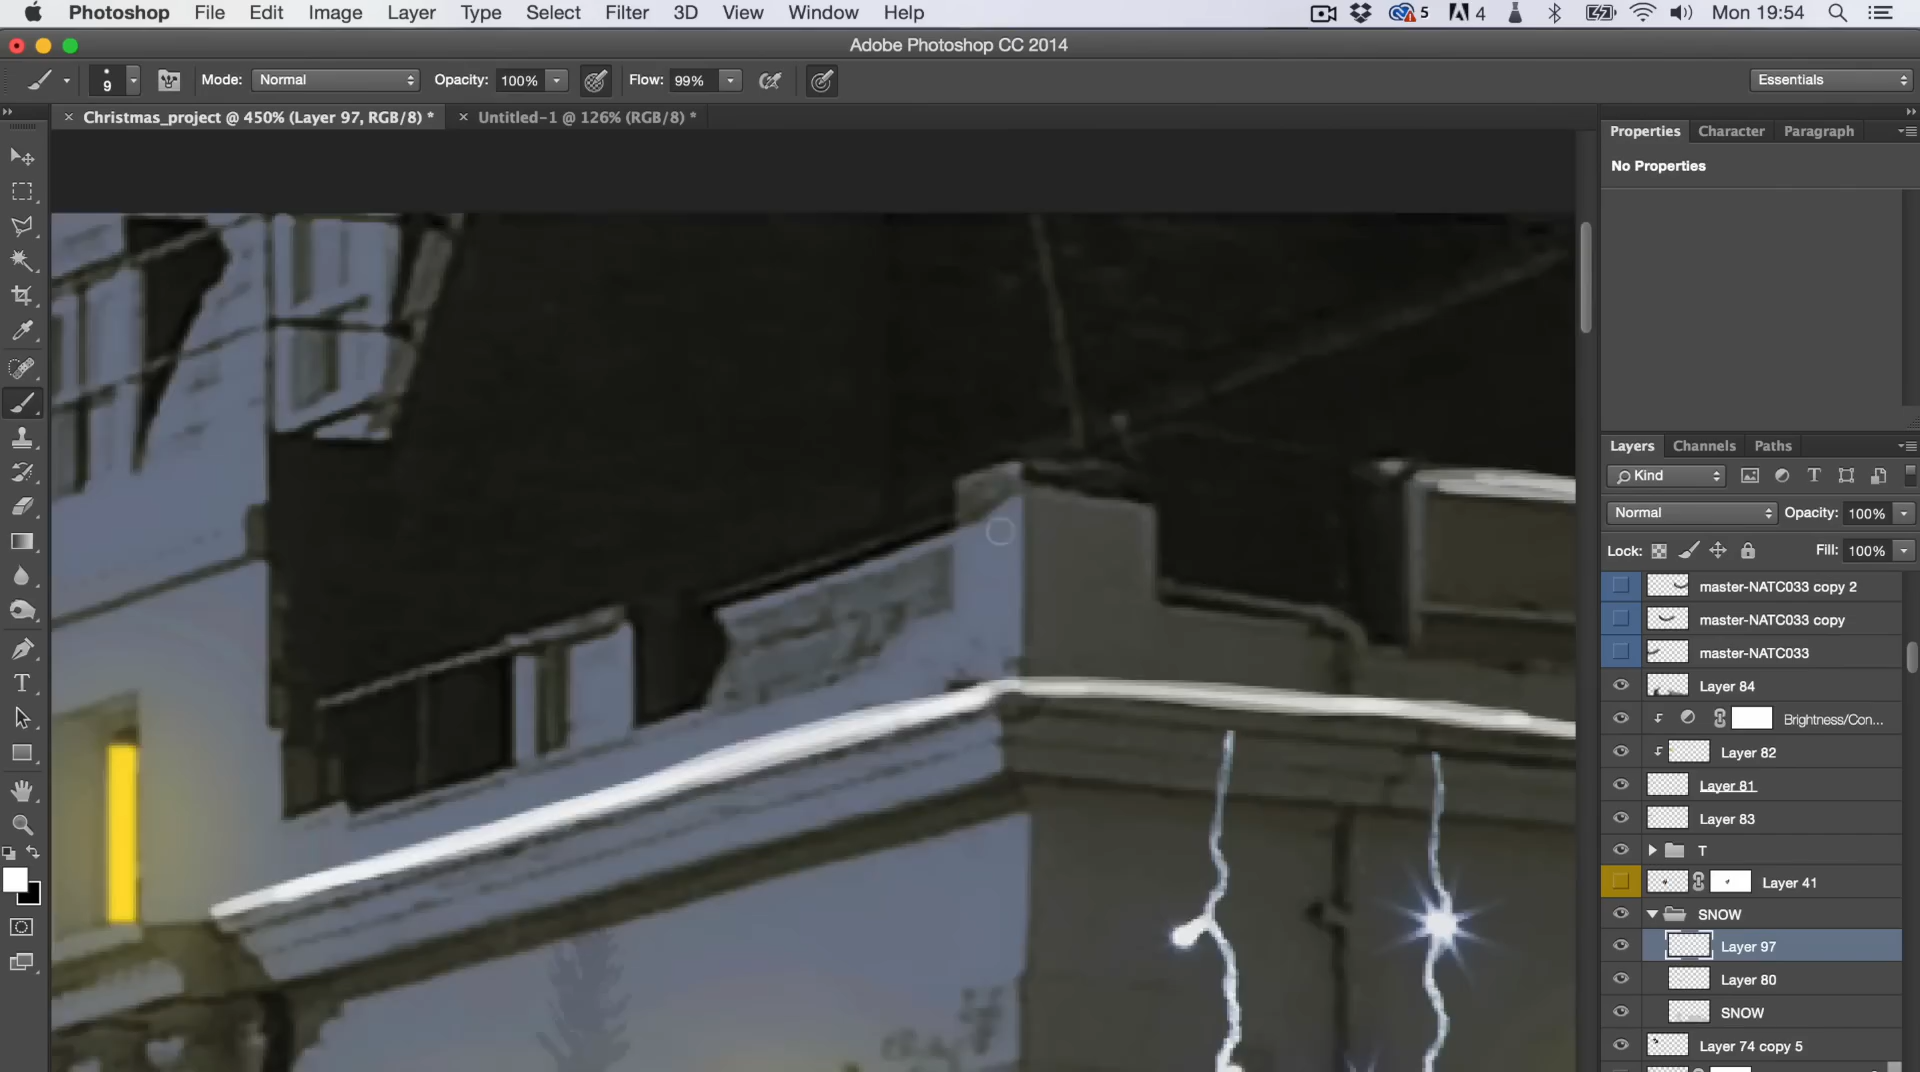 Photoshop File Edit Image Layer Type Select Filter 3D View Window Help 5 4 Mon 19:54
Adobe Photoshop CC 2014
9 Mode: Normal Opacity: 100% Flow: 99% Essentials
× Christmas_project @ 450% (Layer 97, RGB/8) * × Untitled-1 @ 126% (RGB/8) *
Properties Character Paragraph
No Properties
Layers Channels Paths
Kind
Normal Opacity: 100%
Lock: Fill: 100%
master-NATC033 copy 2
master-NATC033 copy
master-NATC033
Layer 84
Brightness/Con...
Layer 82
Layer 81
Layer 83
T
Layer 41
SNOW
Layer 97
Layer 80
SNOW
Layer 74 copy 5